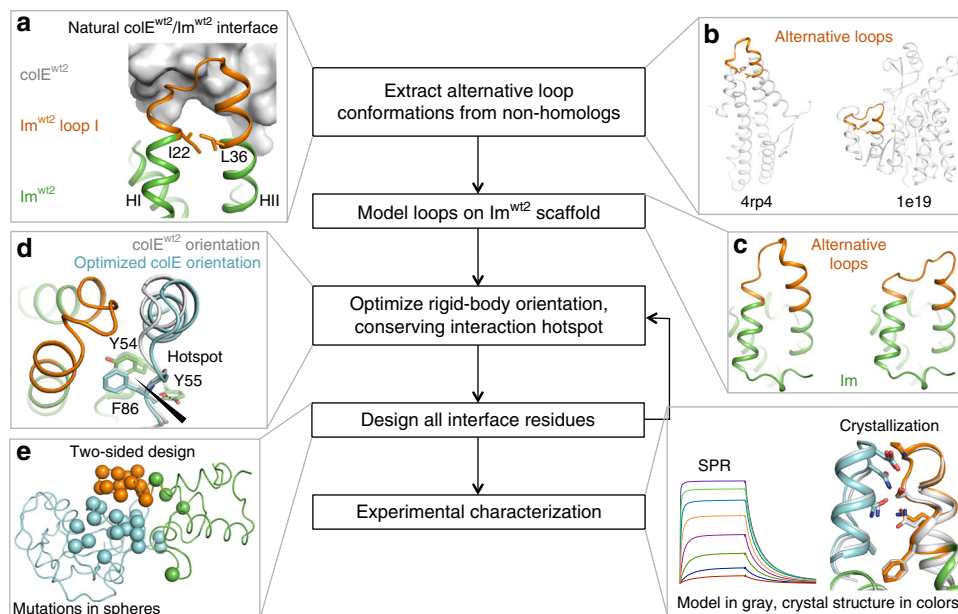 a
Natural colE^wt2/Im^wt2 interface
colE^wt2
Im^wt2 loop I
Im^wt2
I22
L36
HI
HII
Extract alternative loop
conformations from non-homologs
b
Alternative loops
4rp4
1e19
Model loops on Im^wt2 scaffold
c
Alternative
loops
Im
d
colE^wt2 orientation
Optimized colE orientation
Y54
Hotspot
Y55
F86
Optimize rigid-body orientation,
conserving interaction hotspot
Design all interface residues
e
Two-sided design
Mutations in spheres
Experimental characterization
Crystallization
SPR
Model in gray, crystal structure in colors